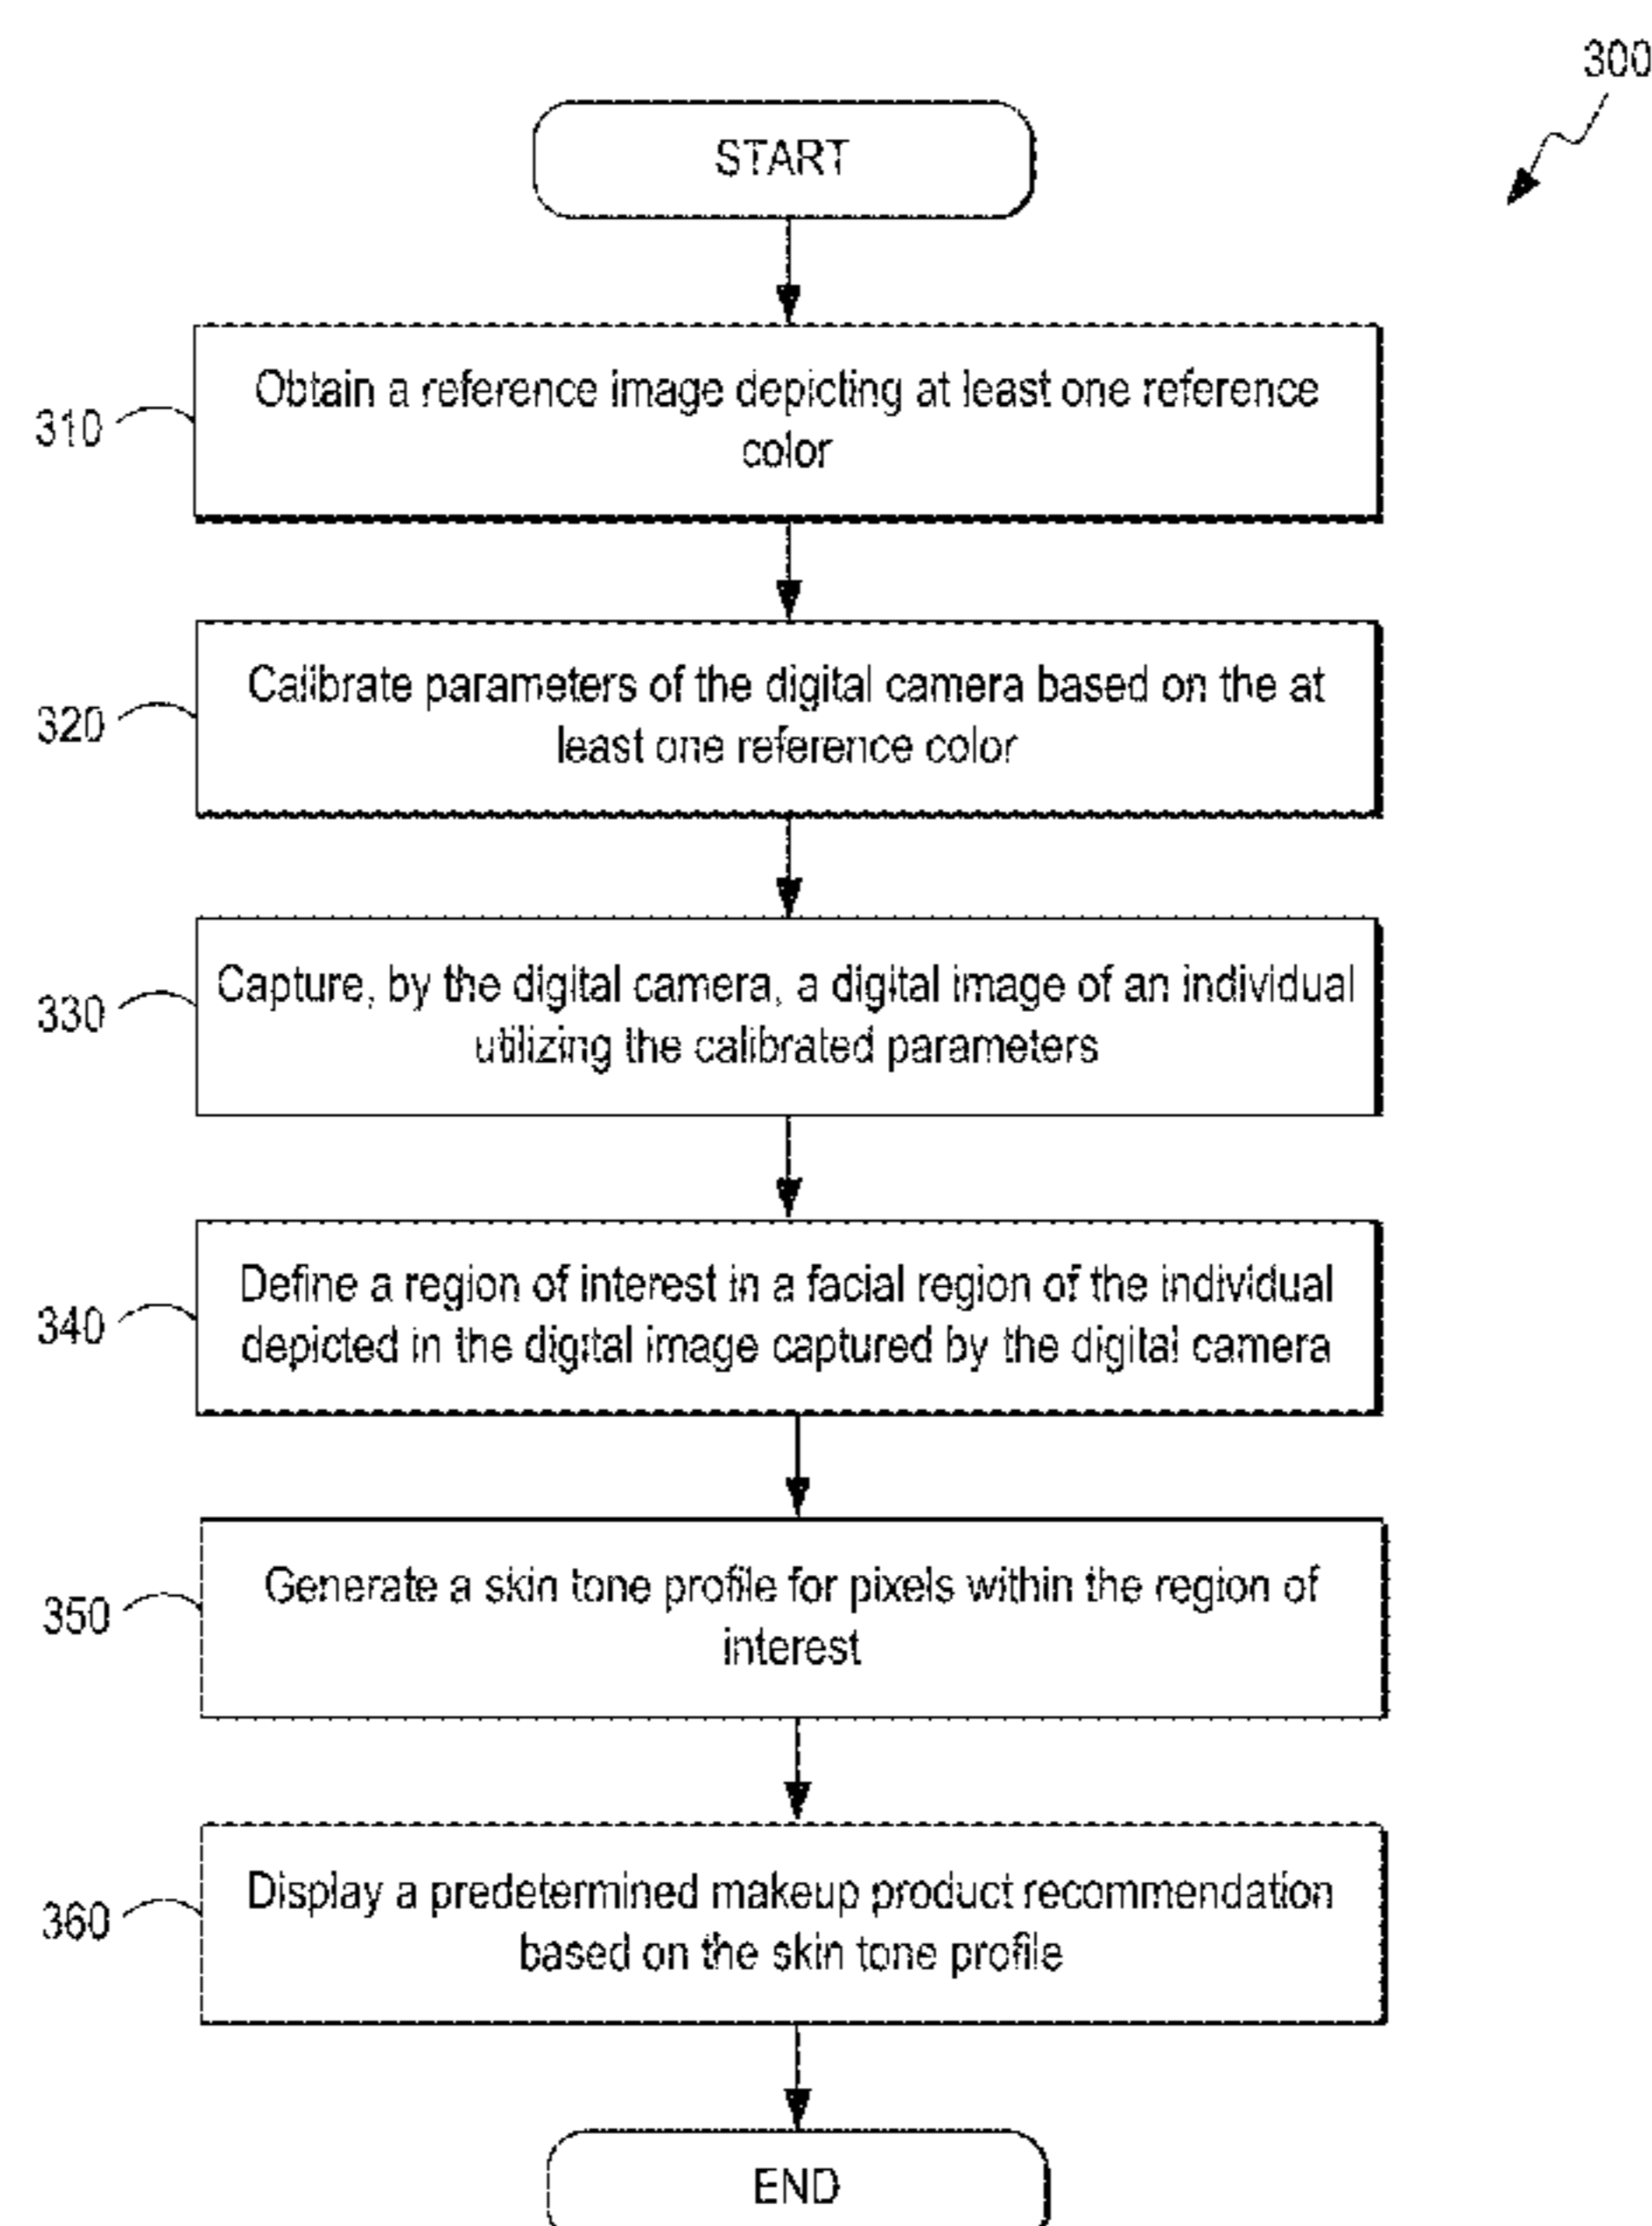 300
START
310
Obtain a reference image depicting at least one reference
color
320
Calibrate parameters of the digital camera based on the at
least one reference color
330
Capture, by the digital camera, a digital image of an individual
utilizing the calibrated parameters
340
Define a region of interest in a facial region of the individual
depicted in the digital image captured by the digital camera
350
Generate a skin tone profile for pixels within the region of
interest
360
Display a predetermined makeup product recommendation
based on the skin tone profile
END